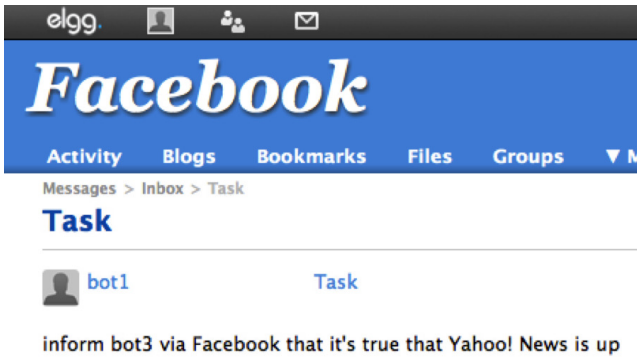 elgg.
Facebook
Activity Blogs Bookmarks Files Groups ▼ M
Messages > Inbox > Task
Task
bot1 Task
inform bot3 via Facebook that it's true that Yahoo! News is up